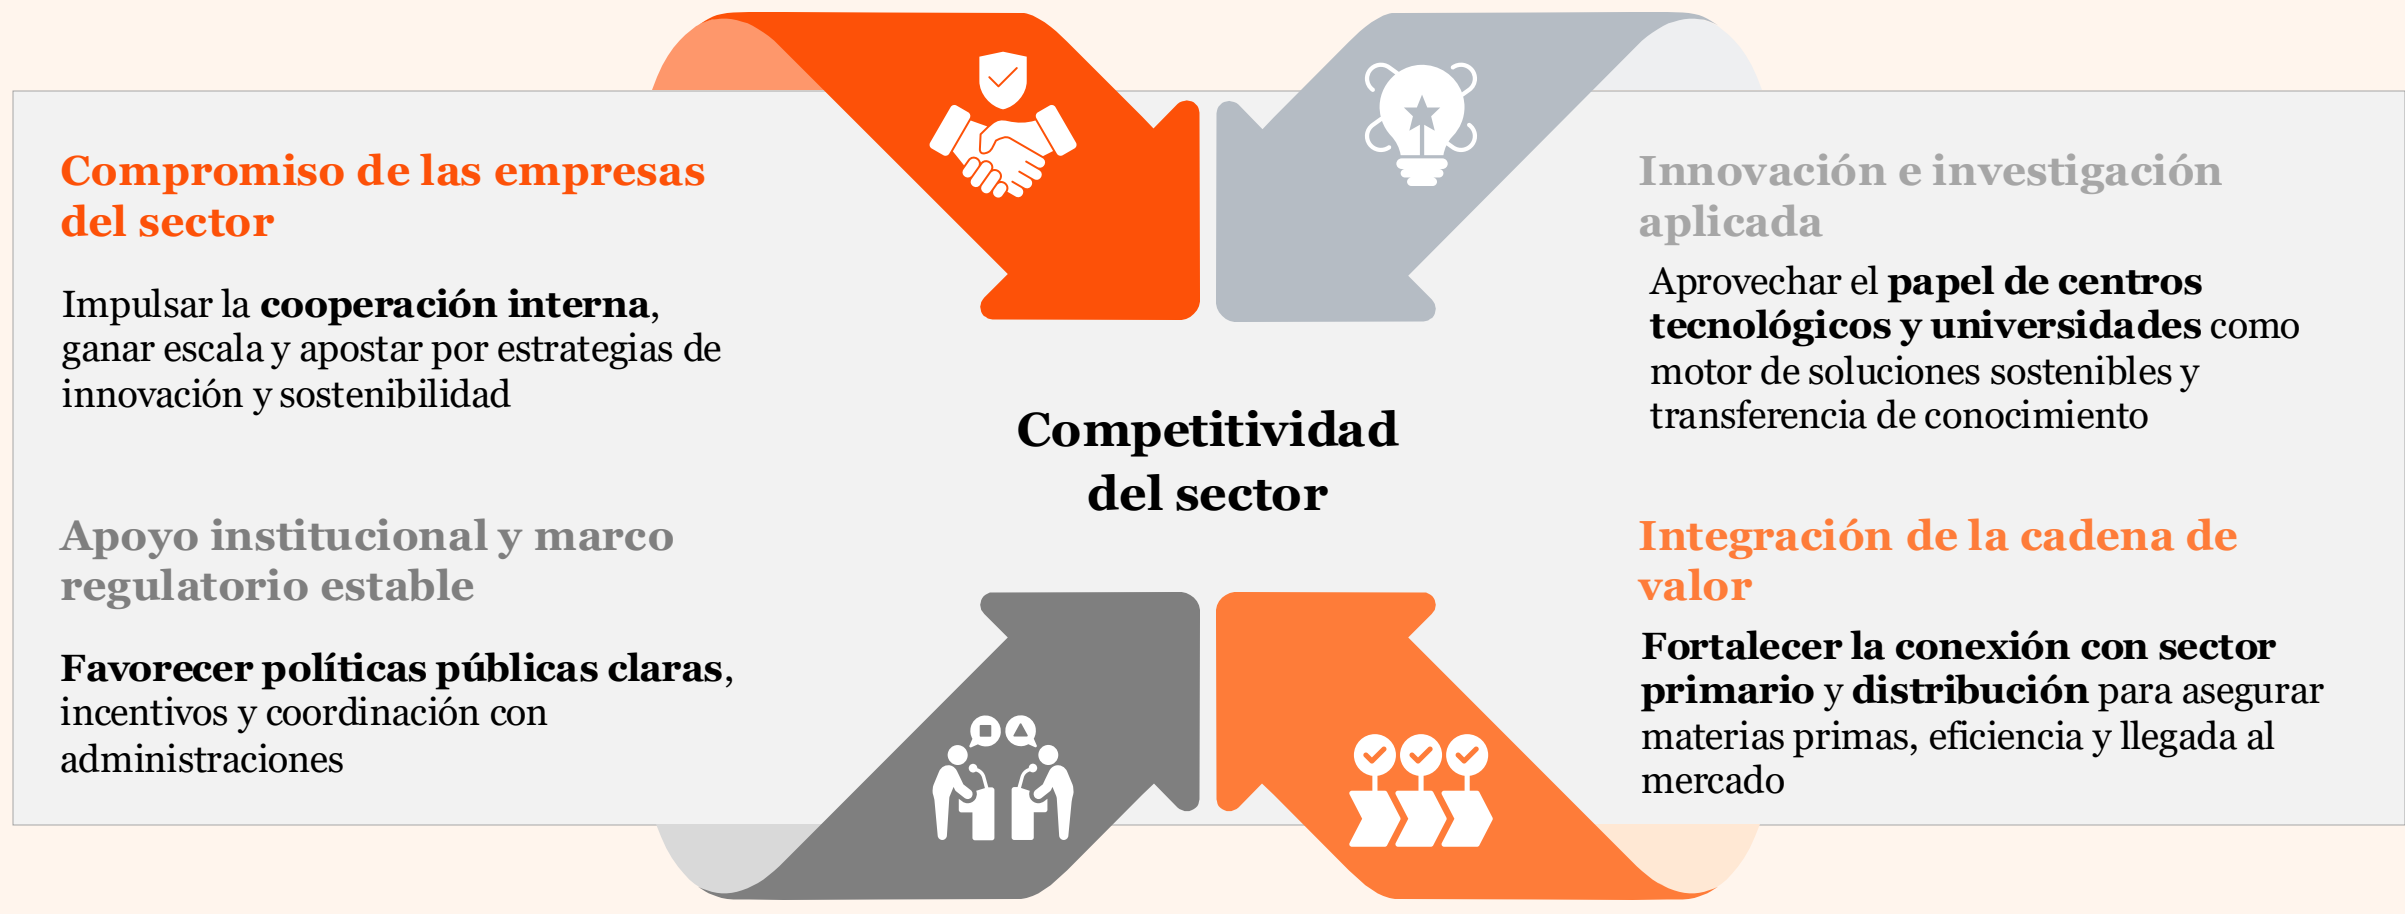 Compromiso de las empresas
del sector
Impulsar la cooperación interna,
ganar escala y apostar por estrategias de
innovación y sostenibilidad
Innovación e investigación
aplicada
Aprovechar el papel de centros
tecnológicos y universidades como
motor de soluciones sostenibles y
transferencia de conocimiento
Competitividad
del sector
Apoyo institucional y marco
regulatorio estable
Favorecer políticas públicas claras,
incentivos y coordinación con
administraciones
Integración de la cadena de
valor
Fortalecer la conexión con sector
primario y distribución para asegurar
materias primas, eficiencia y llegada al
mercado